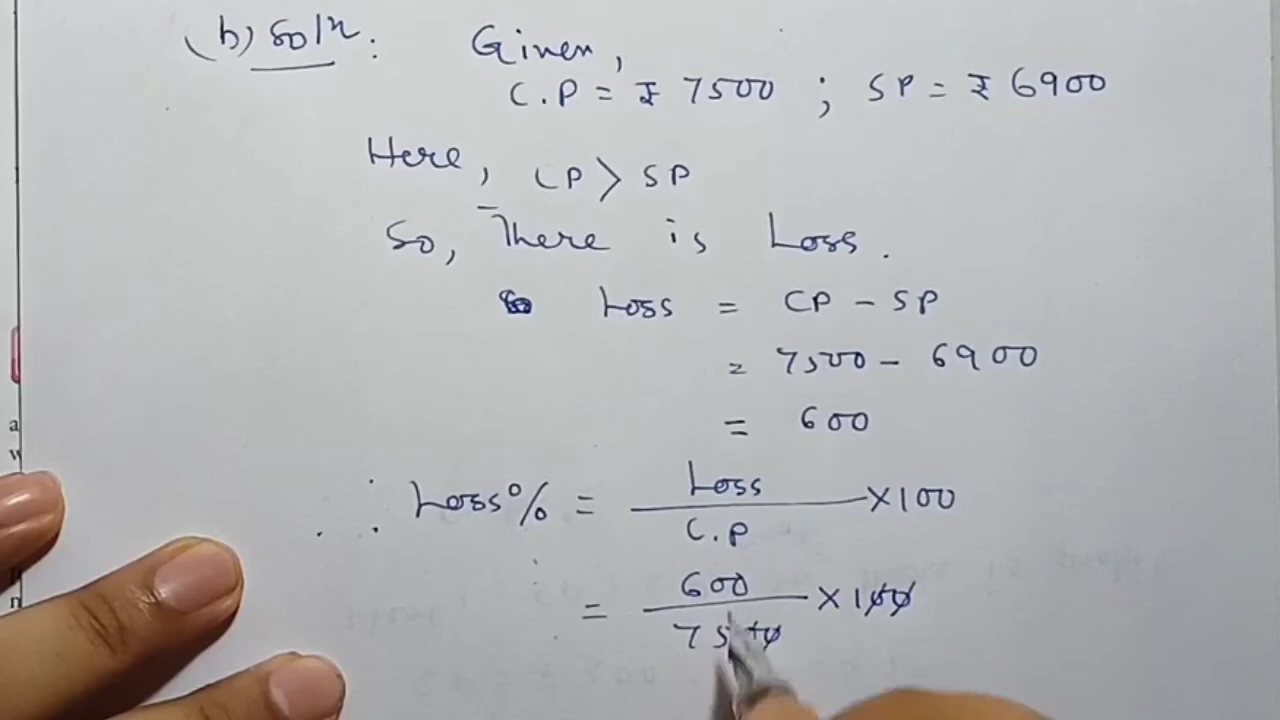 (b) Soln: Given,
C.P = ₹ 7500 ; SP = ₹ 6900
Here, CP > SP
So, There is Loss.
Loss = CP - SP
= 7500 - 6900
= 600
∴ Loss% = Loss / C.P × 100
= 600 / 7500 × 100